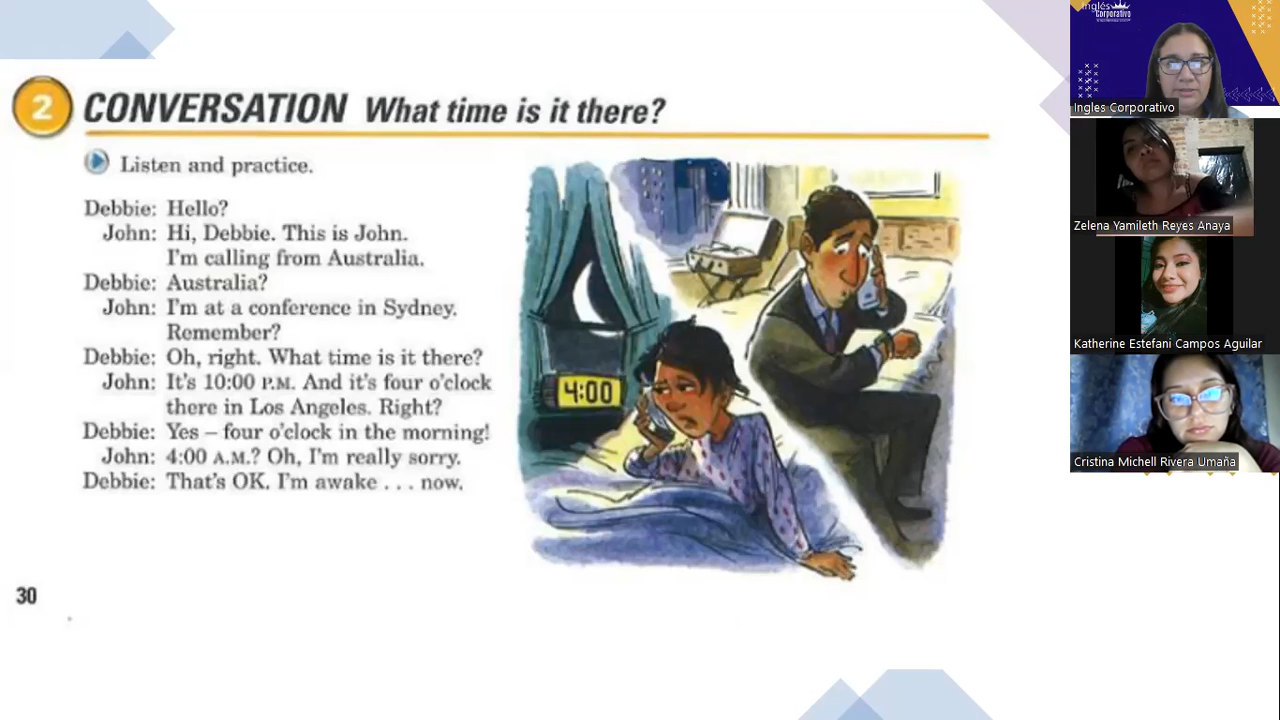 2 CONVERSATION What time is it there?
Listen and practice.
Debbie: Hello?
John: Hi, Debbie. This is John.
I'm calling from Australia.
Debbie: Australia?
John: I'm at a conference in Sydney.
Remember?
Debbie: Oh, right. What time is it there?
John: It's 10:00 P.M. And it's four o'clock
there in Los Angeles. Right?
Debbie: Yes – four o'clock in the morning!
John: 4:00 A.M.? Oh, I'm really sorry.
Debbie: That's OK. I'm awake . . . now.
4:00
30
Inglés
Corporativo
Ingles Corporativo
Zelena Yamileth Reyes Anaya
Katherine Estefani Campos Aguilar
Cristina Michell Rivera Umaña